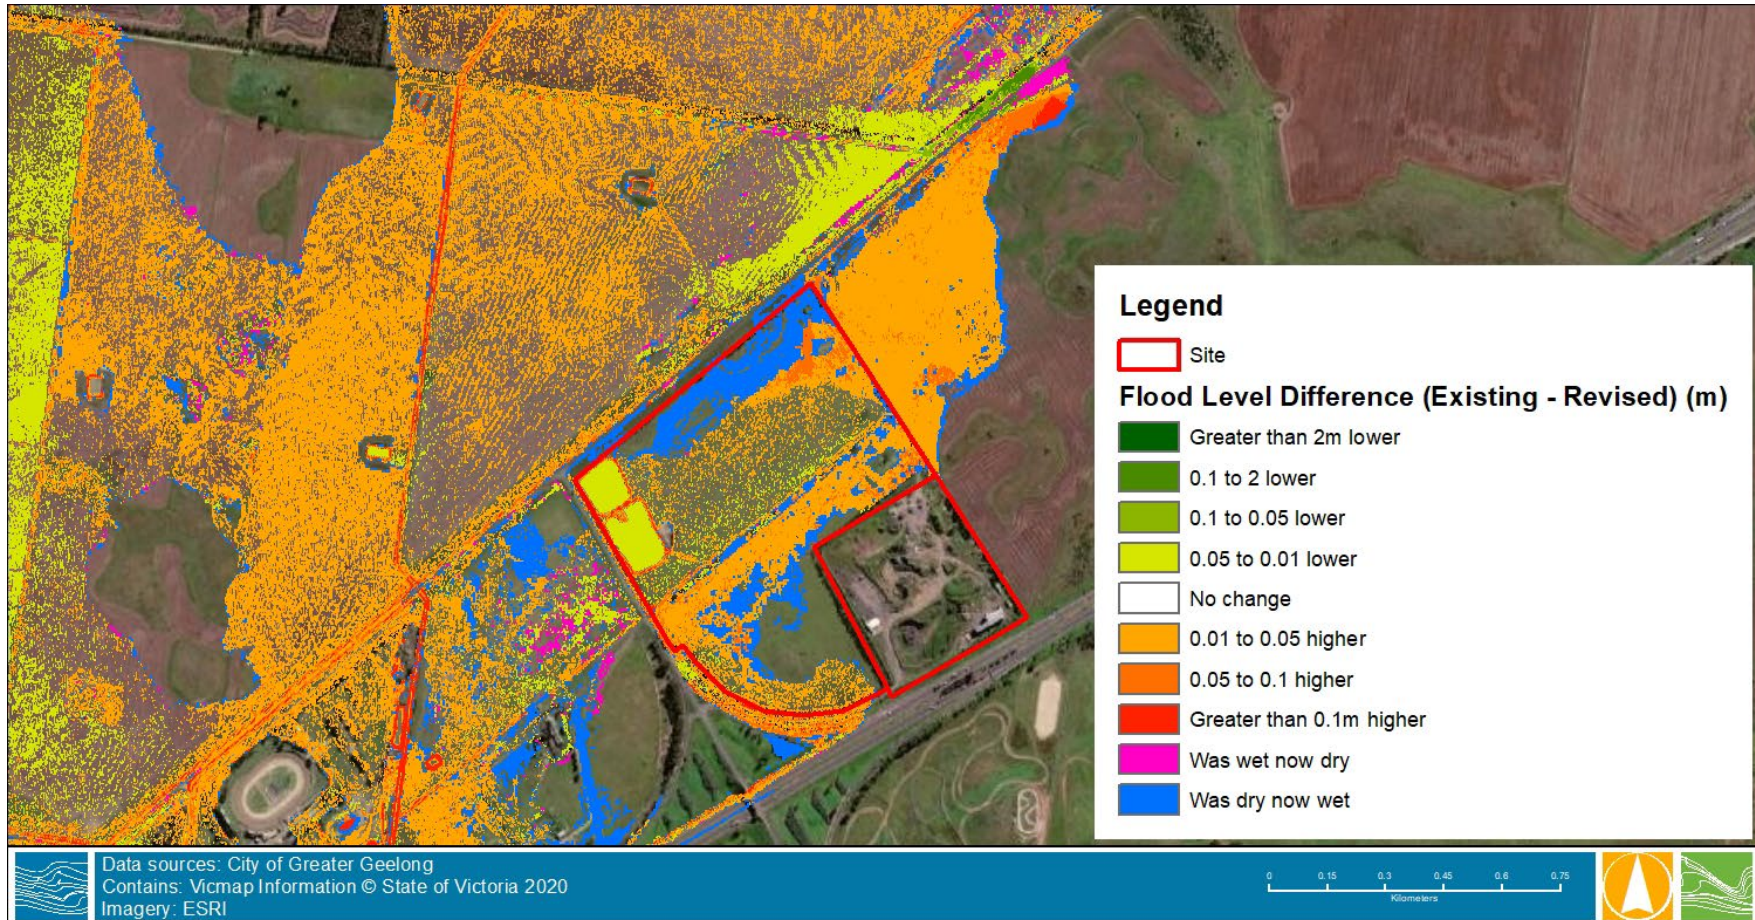 Legend
Site
Flood Level Difference (Existing - Revised) (m)
Greater than 2m lower
0.1 to 2 lower
0.1 to 0.05 lower
0.05 to 0.01 lower
No change
0.01 to 0.05 higher
0.05 to 0.1 higher
Greater than 0.1m higher
Was wet now dry
Was dry now wet
Data sources: City of Greater Geelong
Contains: Vicmap Information © State of Victoria 2020
Imagery: ESRI
0 0.15 0.3 0.45 0.6 0.75
Kilometers